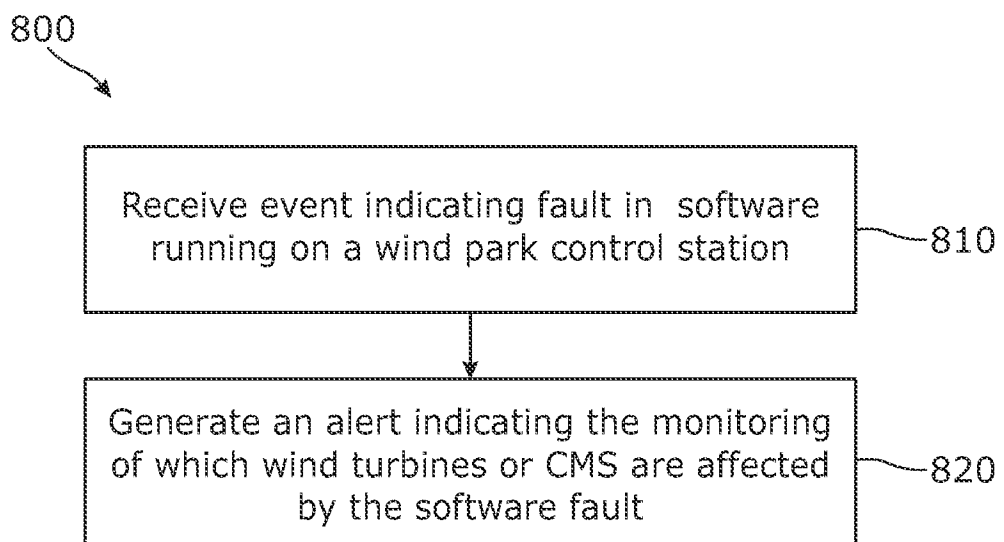 800
Receive event indicating fault in software
running on a wind park control station
810
Generate an alert indicating the monitoring
of which wind turbines or CMS are affected
by the software fault
820